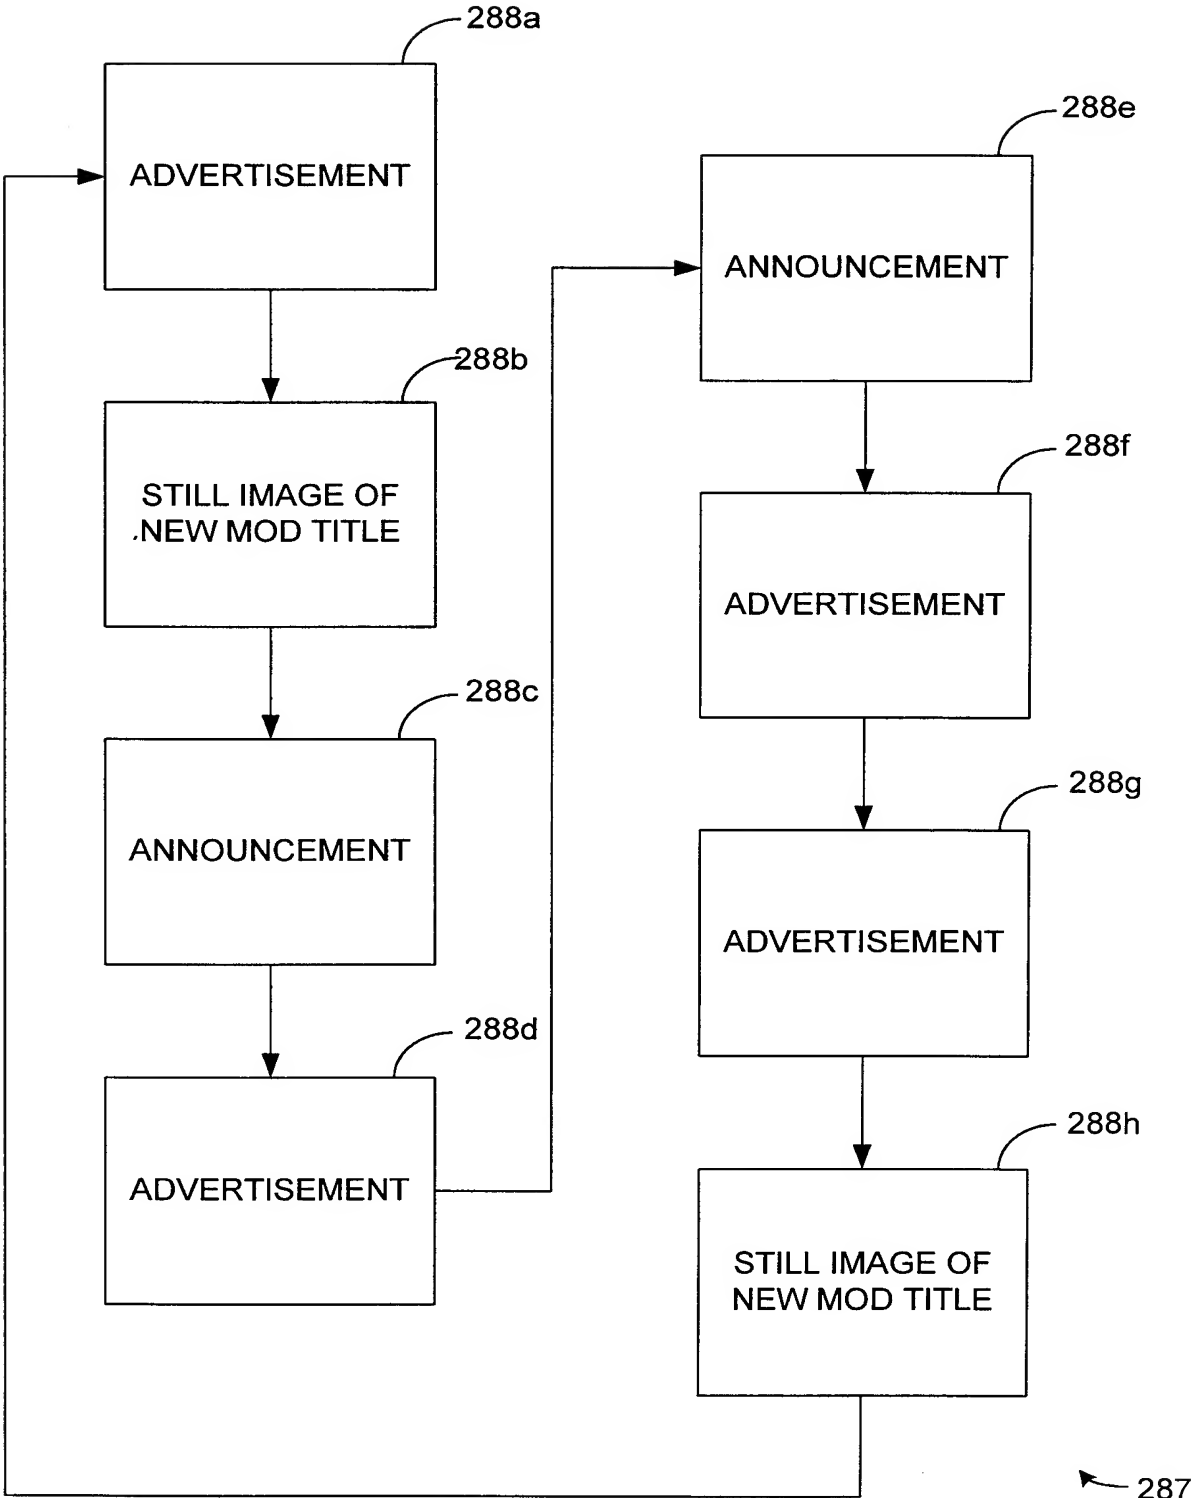 288a
ADVERTISEMENT
288b
STILL IMAGE OF
NEW MOD TITLE
288c
ANNOUNCEMENT
288d
ADVERTISEMENT
288e
ANNOUNCEMENT
288f
ADVERTISEMENT
288g
ADVERTISEMENT
288h
STILL IMAGE OF
NEW MOD TITLE
287